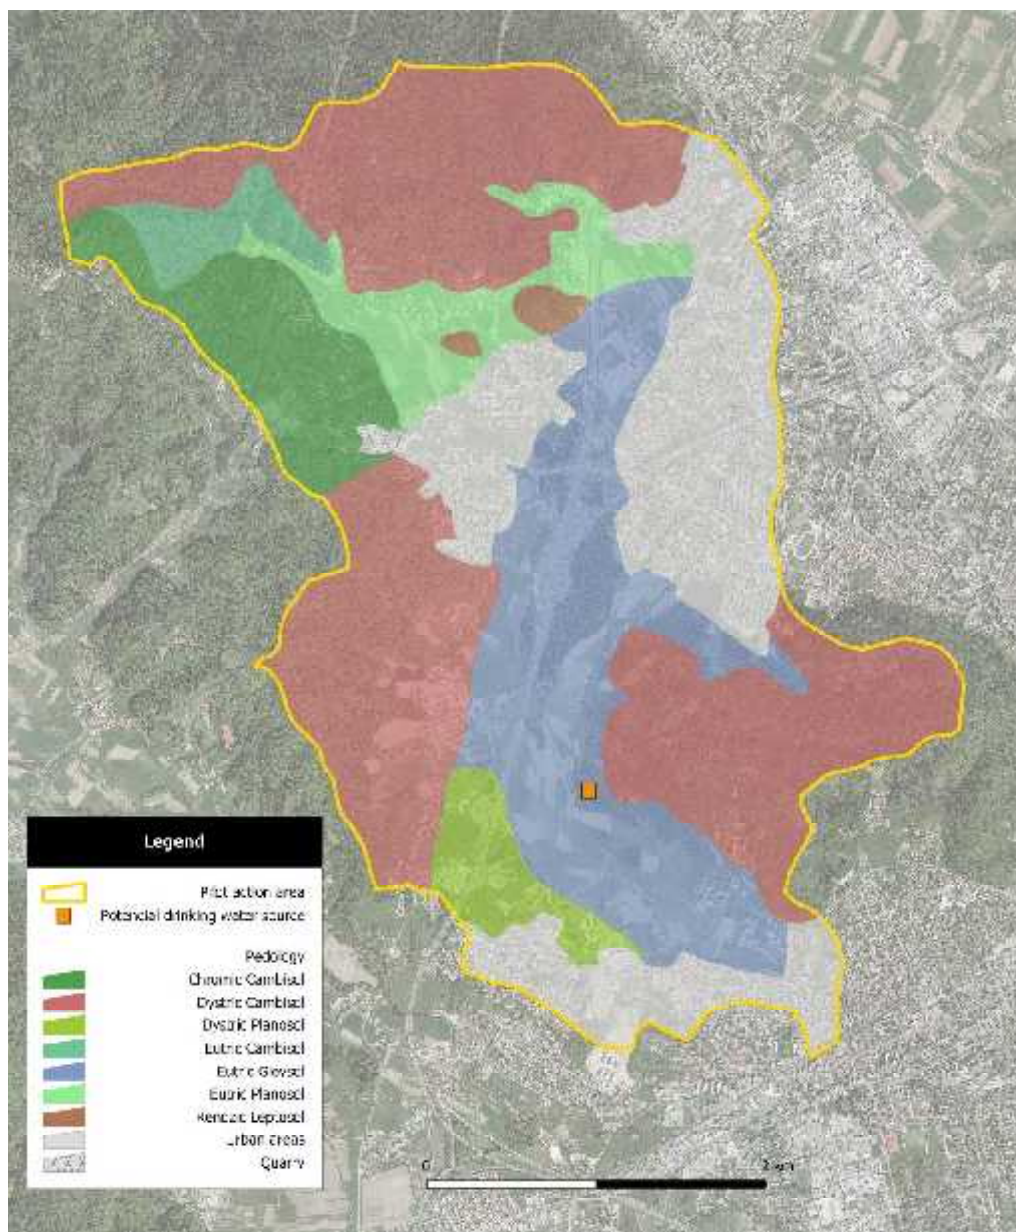 Legend
Pilot action area
Potencial drinking water source
Pedology
Chromic Cambisol
Dystric Cambisol
Dystric Planosol
Eutric Cambisol
Eutric Gleysol
Eutric Planosol
Rendzic Leptosol
Urban areas
Quarry
0
2 km